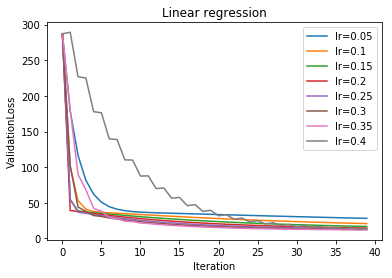 Linear regression
300
250
200
150
100
50
0
ValidationLoss
lr=0.05
lr=0.1
lr=0.15
lr=0.2
lr=0.25
lr=0.3
lr=0.35
lr=0.4
0 5 10 15 20 25 30 35 40
Iteration